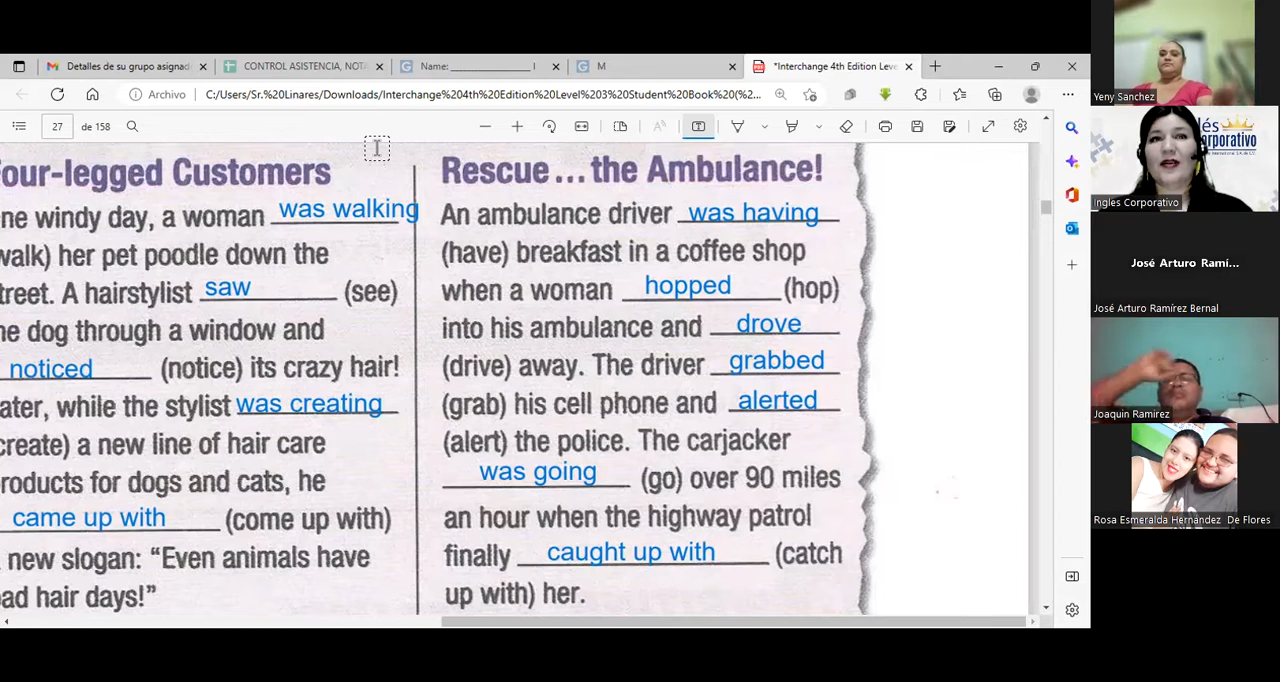 Detalles de su grupo asignad
CONTROL ASISTENCIA, NOTA
Name: ______________ I
M
*Interchange 4th Edition Leve
Archivo
C:/Users/Sr.%20Linares/Downloads/Interchange%204th%20Edition%20Level%203%20Student%20Book%20(%2...
27
de 158
our-legged Customers
ne windy day, a woman was walking
walk) her pet poodle down the
treet. A hairstylist saw (see)
he dog through a window and
noticed (notice) its crazy hair!
ater, while the stylist was creating
create) a new line of hair care
roducts for dogs and cats, he
came up with (come up with)
new slogan: “Even animals have
ad hair days!”
Rescue...the Ambulance!
An ambulance driver was having
(have) breakfast in a coffee shop
when a woman hopped (hop)
into his ambulance and drove
(drive) away. The driver grabbed
(grab) his cell phone and alerted
(alert) the police. The carjacker
was going (go) over 90 miles
an hour when the highway patrol
finally caught up with (catch
up with) her.
Yeny Sanchez
lés
orporativo
Ingles Corporativo
José Arturo Ramí...
José Arturo Ramírez Bernal
Joaquin Ramirez
Rosa Esmeralda Hernández De Flores